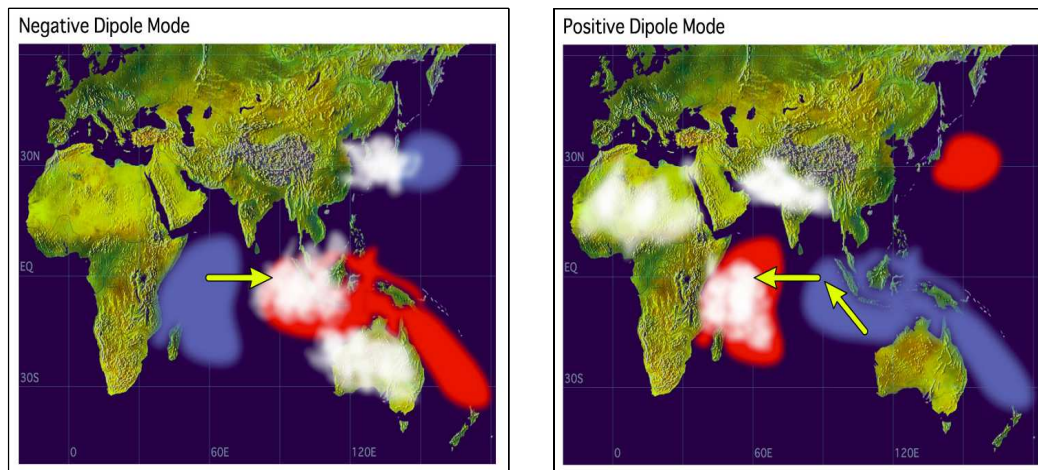 Negative Dipole Mode
30N
EQ
30S
0
60E
120E
Positive Dipole Mode
30N
EQ
30S
0
60E
120E